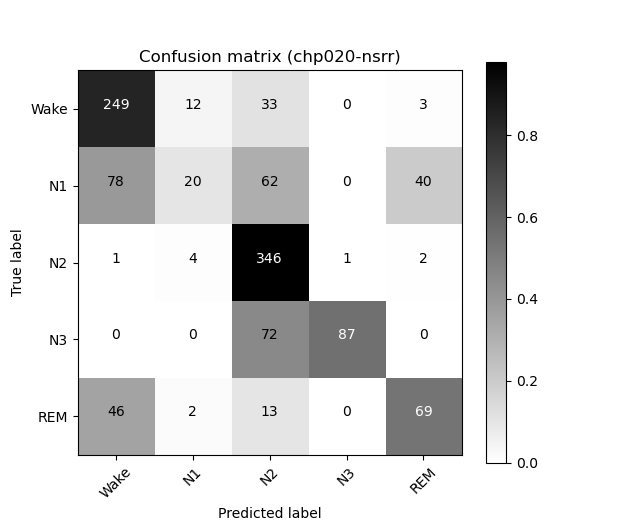 Confusion matrix (chp020-nsrr)
Wake 249 12 33 0 3
0.8
N1 78 20 62 0 40
0.6
True label
N2 1 4 346 1 2
0.4
N3 0 0 72 87 0
0.2
REM 46 2 13 0 69
0.0
Wake N1 N2 N3 REM
Predicted label